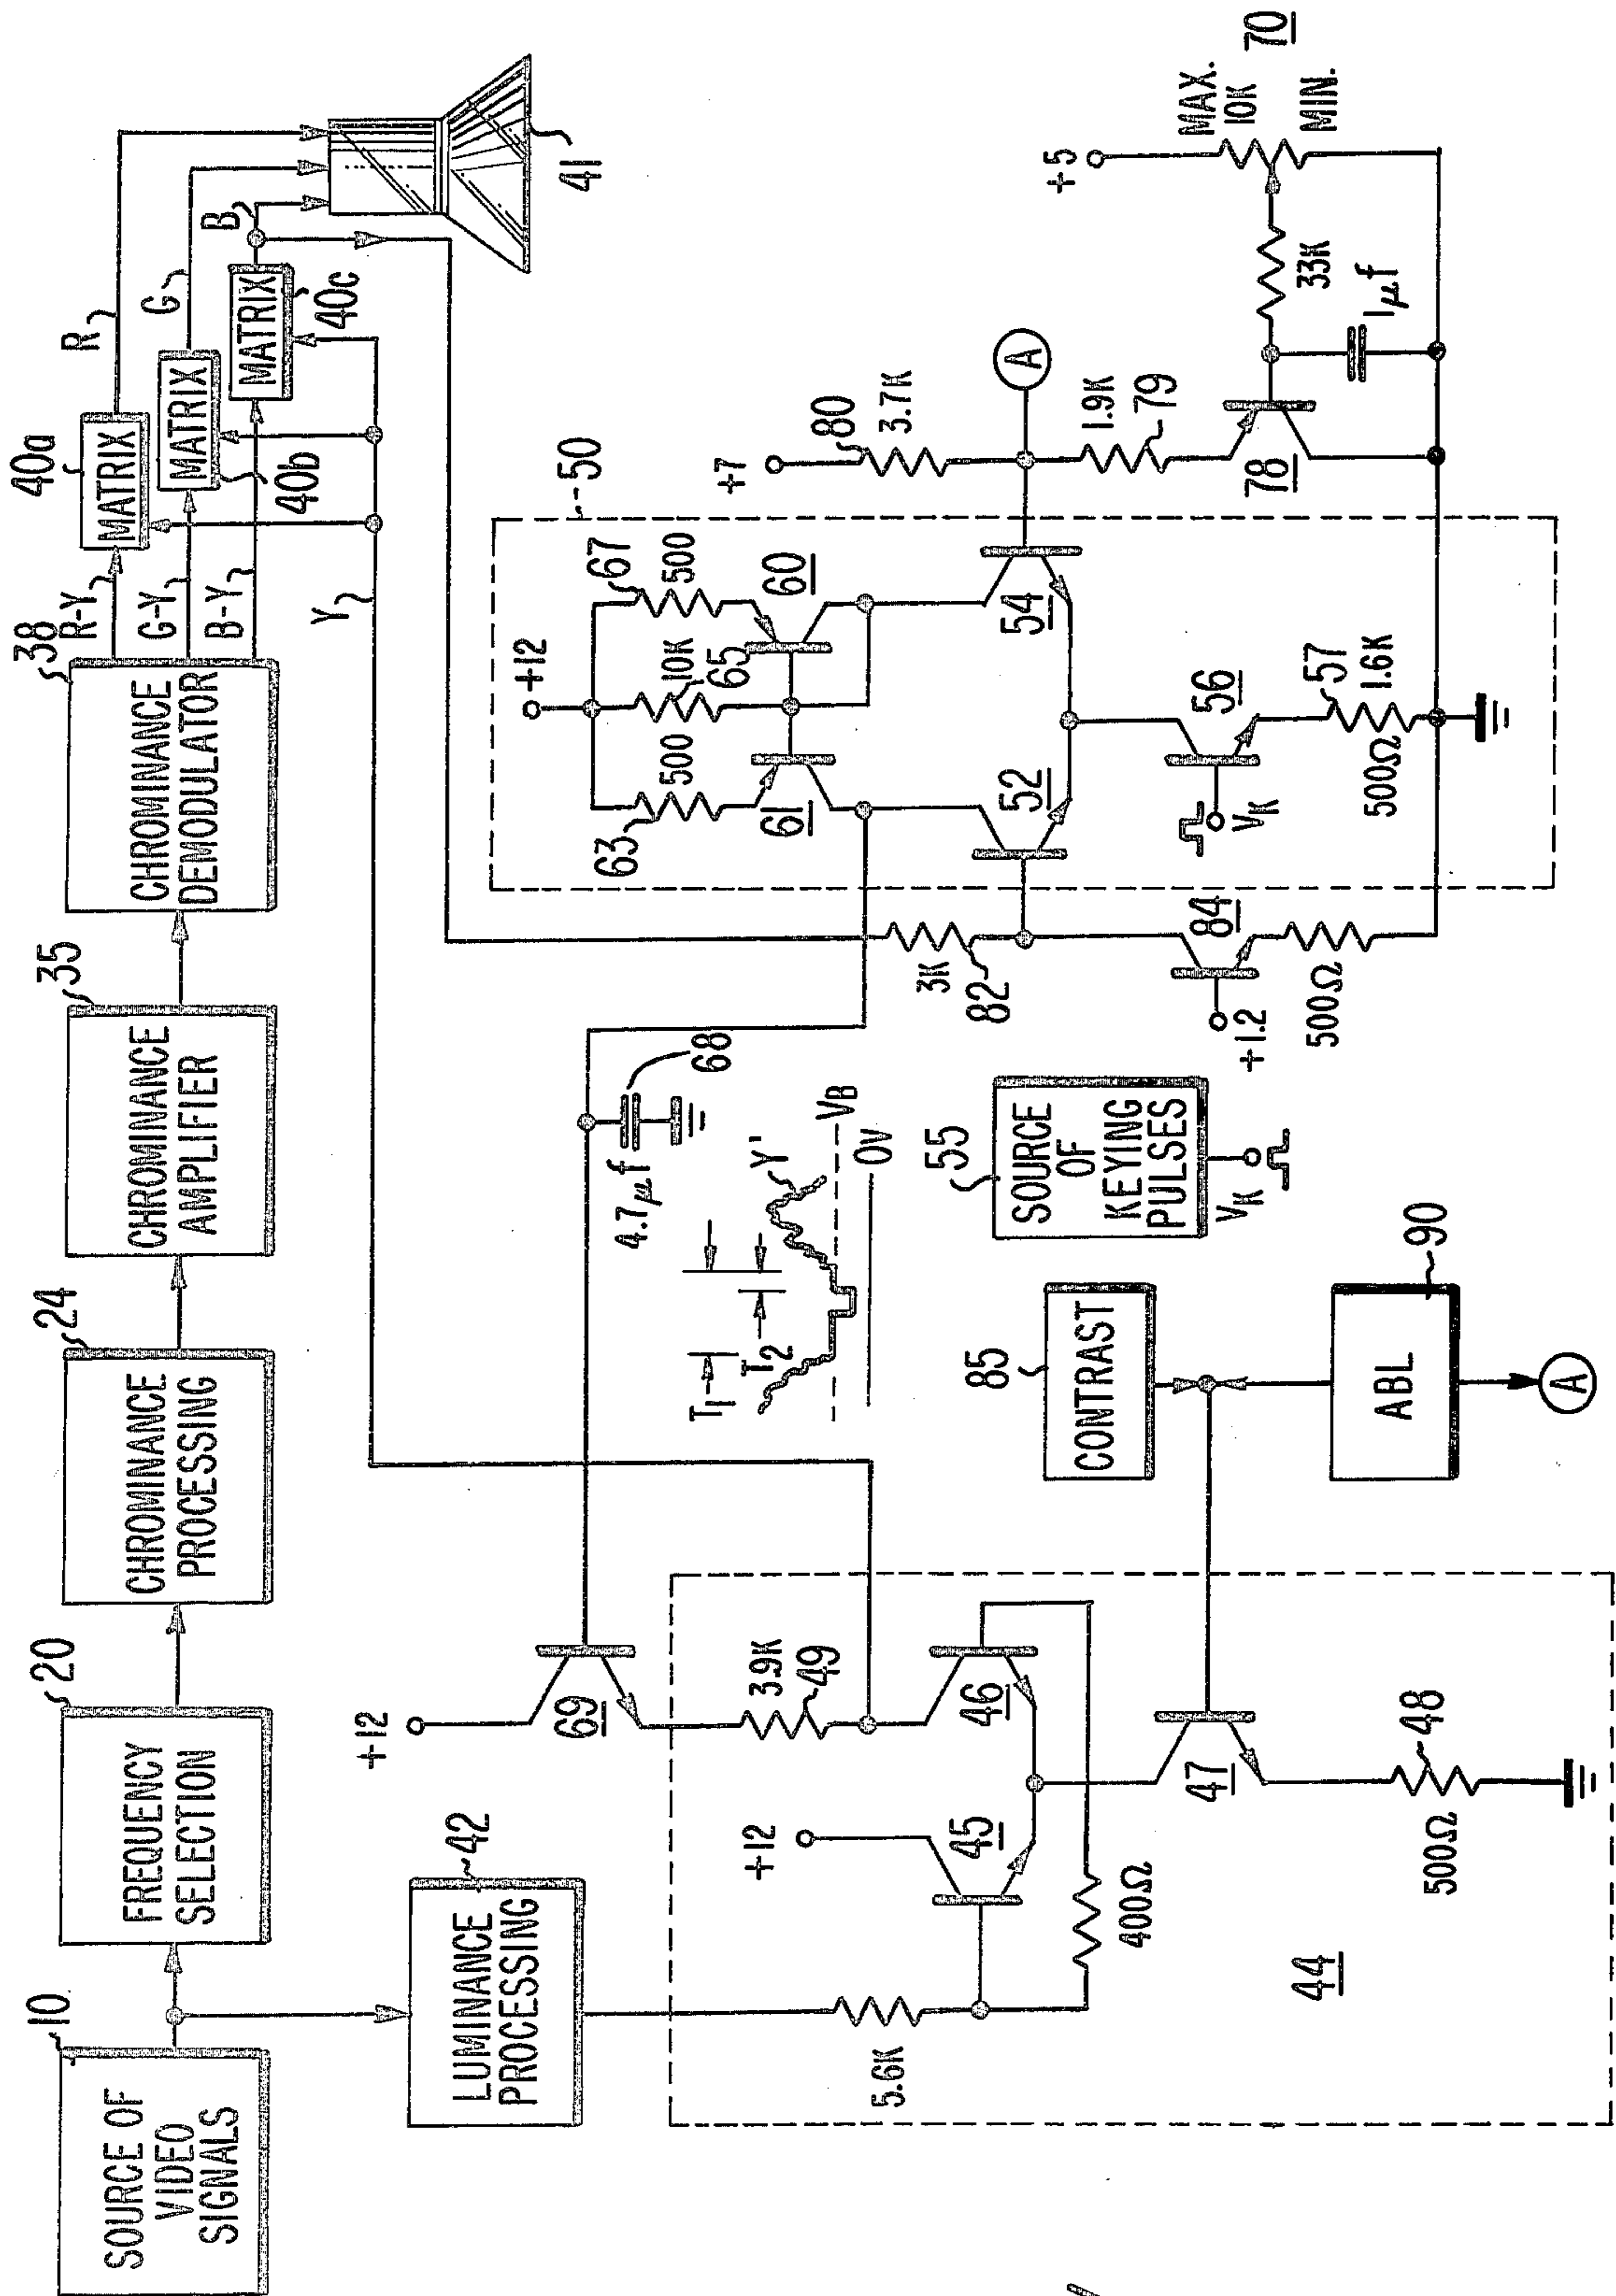 10
SOURCE OF
VIDEO
SIGNALS
20
FREQUENCY
SELECTION
24
CHROMINANCE
PROCESSING
35
CHROMINANCE
AMPLIFIER
38
CHROMINANCE
DEMODULATOR
R-Y
G-Y
B-Y
Y
40a
MATRIX
MATRIX
40b
MATRIX
40c
R
G
B
41
42
LUMINANCE
PROCESSING
5.6K
+12
45
400Ω
44
+12
69
3.9K
49
46
47
48
500Ω
4.7μf
68
T1
T2
Y'
VB
0V
85
CONTRAST
90
ABL
A
55
SOURCE
OF
KEYING
PULSES
VK
50
+12
63
500
10K
65
67
500
61
60
52
54
VK
56
57
1.6K
500Ω
3K
82
84
+1.2
500Ω
+7
80
3.7K
A
1.9K
79
78
33K
1μf
+5
MAX.
10K
MIN.
70